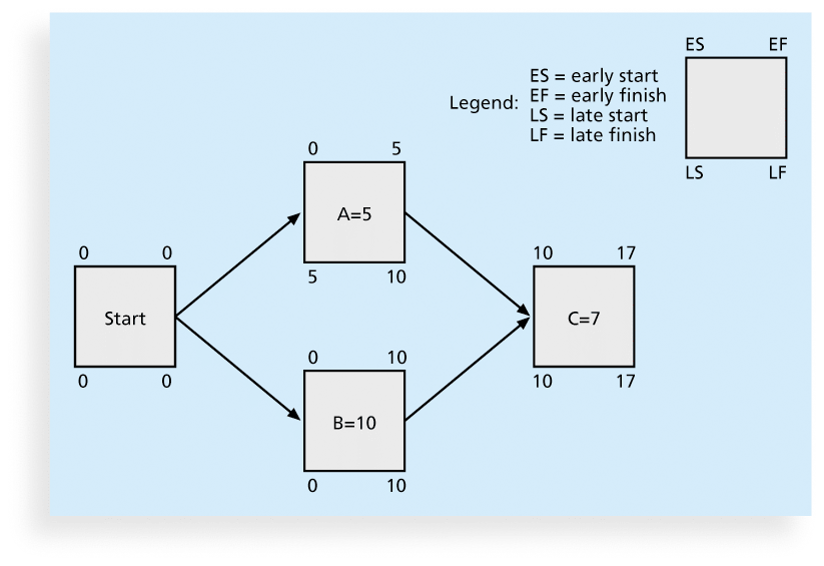 ES EF
ES = early start
EF = early finish
Legend:
LS = late start
LF = late finish
LS LF
0 5
A=5
5 10
0 0
Start
0 0
10 17
C=7
10 17
0 10
B=10
0 10